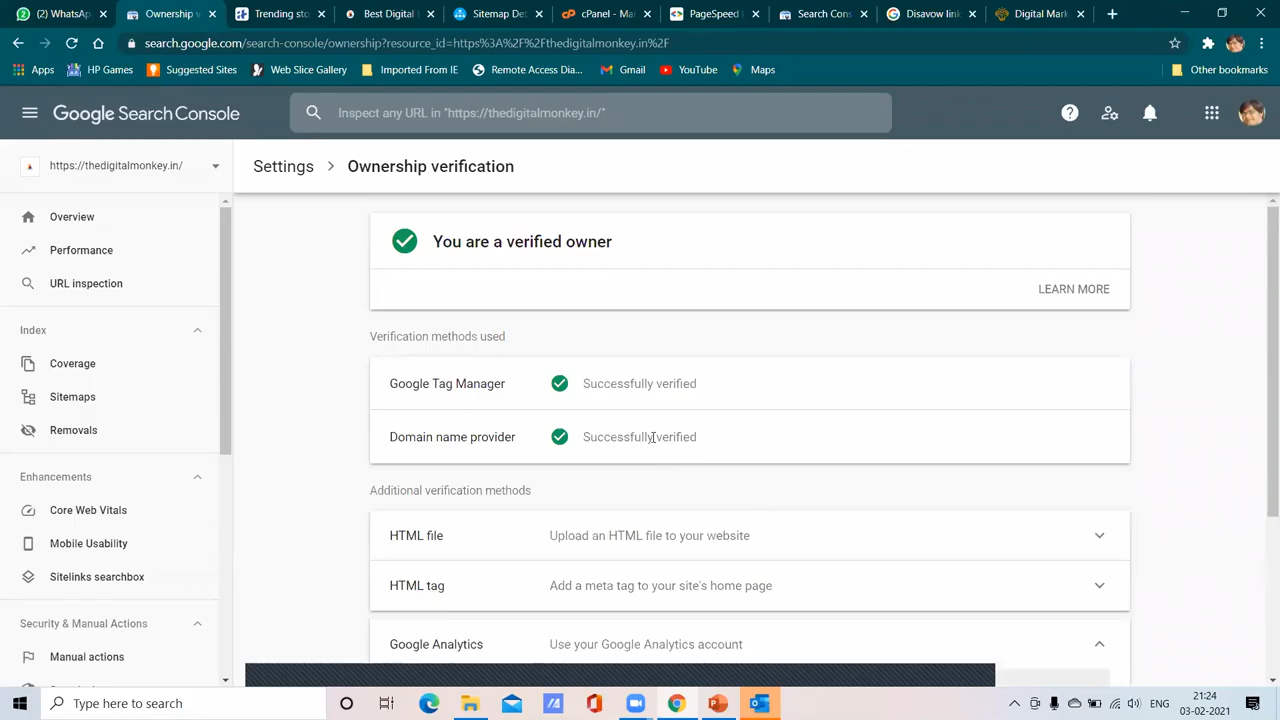 (2) WhatsA
Ownership v
Trending sto
Best Digital M
Sitemap Det
cPanel - Mai
PageSpeed
Search Cons
Disavow link
Digital Mark
search.google.com/search-console/ownership?resource_id=https%3A%2F%2Fthedigitalmonkey.in%2F
Apps
HP Games
Suggested Sites
Web Slice Gallery
Imported From IE
Remote Access Dia...
Gmail
YouTube
Maps
Other bookmarks
Google Search Console
Inspect any URL in "https://thedigitalmonkey.in/"
https://thedigitalmonkey.in/
Settings > Ownership verification
Overview
Performance
URL inspection
Index
Coverage
Sitemaps
Removals
Enhancements
Core Web Vitals
Mobile Usability
Sitelinks searchbox
Security & Manual Actions
Manual actions
You are a verified owner
LEARN MORE
Verification methods used
Google Tag Manager Successfully verified
Domain name provider Successfully verified
Additional verification methods
HTML file Upload an HTML file to your website
HTML tag Add a meta tag to your site's home page
Google Analytics Use your Google Analytics account
Type here to search
ENG
21:24
03-02-2021